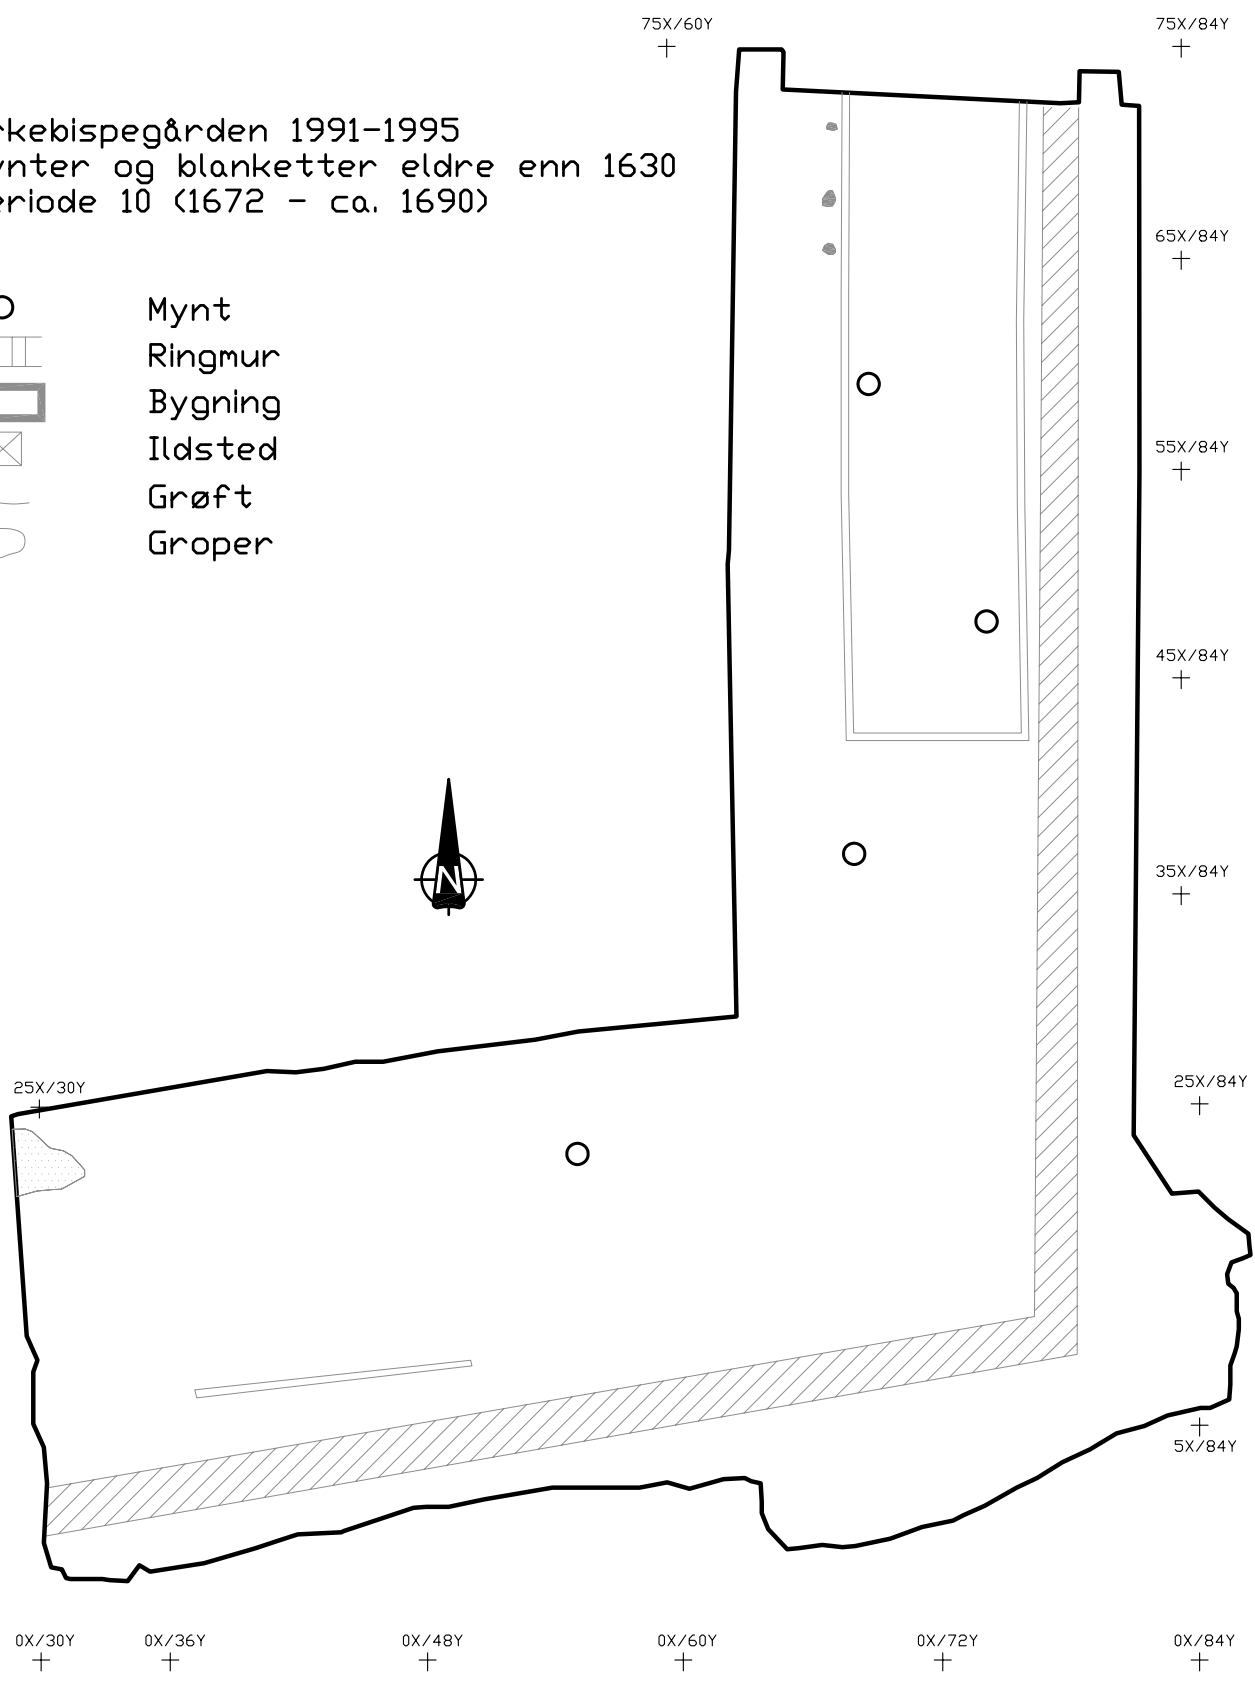 75X/60Y
75X/84Y
rkebispegården 1991-1995
ynter og blanketter eldre enn 1630
eriode 10 (1672 - ca. 1690)
65X/84Y
Mynt
Ringmur
Bygning
Ildsted
Grøft
Groper
55X/84Y
45X/84Y
N
35X/84Y
25X/30Y
25X/84Y
5X/84Y
0X/30Y
0X/36Y
0X/48Y
0X/60Y
0X/72Y
0X/84Y